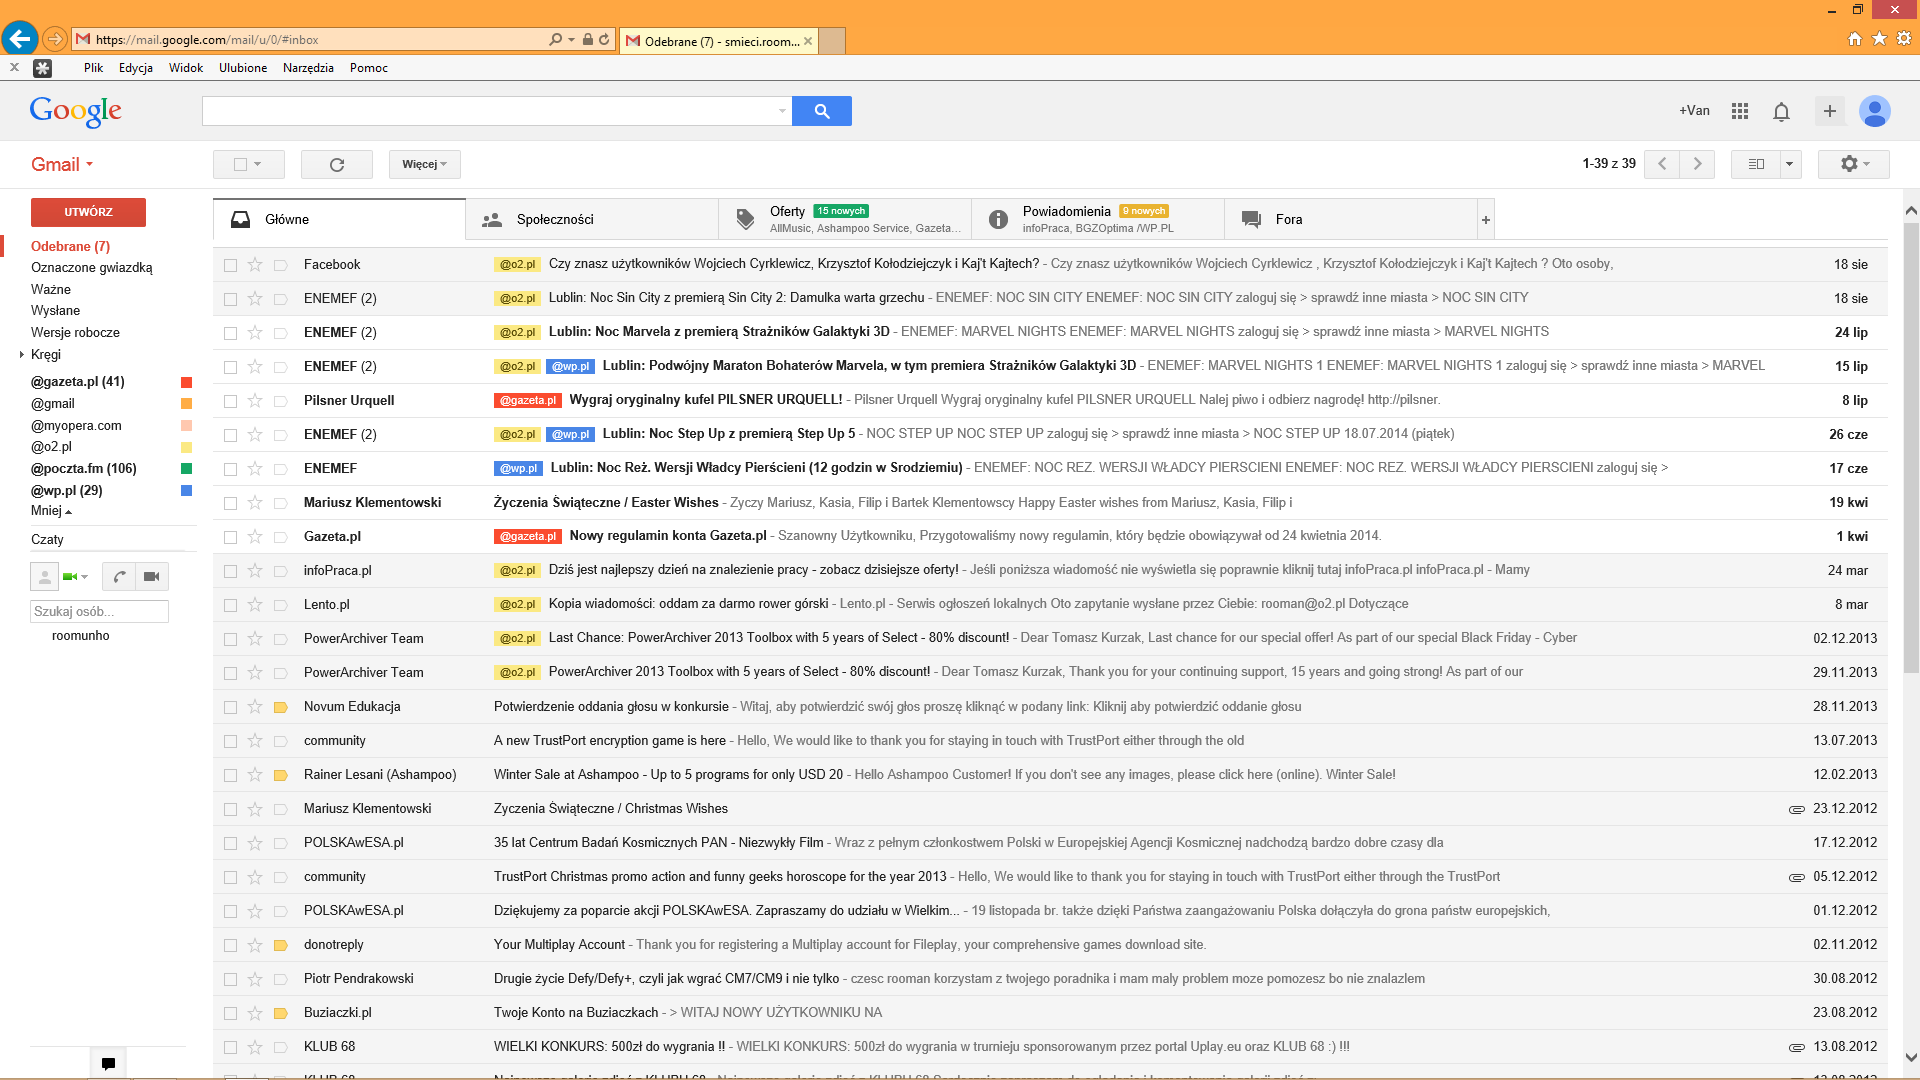 https://mail.google.com/mail/u/0/#inbox
Odebrane (7) - smieci.room...
Plik Edycja Widok Ulubione Narzędzia Pomoc
Google
+Van
Gmail
Więcej
1-39 z 39
UTWÓRZ
Odebrane (7)
Oznaczone gwiazdką
Ważne
Wysłane
Wersje robocze
Kręgi
@gazeta.pl (41)
@gmail
@myopera.com
@o2.pl
@poczta.fm (106)
@wp.pl (29)
Mniej
Czaty
Szukaj osób...
roomunho
Główne
Społeczności
Oferty 15 nowych
AllMusic, Ashampoo Service, Gazeta...
Powiadomienia 9 nowych
infoPraca, BGZOptima /WP.PL
Fora
Facebook @o2.pl Czy znasz użytkowników Wojciech Cyrklewicz, Krzysztof Kołodziejczyk i Kaj't Kajtech? - Czy znasz użytkowników Wojciech Cyrklewicz , Krzysztof Kołodziejczyk i Kaj't Kajtech ? Oto osoby, 18 sie
ENEMEF (2) @o2.pl Lublin: Noc Sin City z premierą Sin City 2: Damulka warta grzechu - ENEMEF: NOC SIN CITY ENEMEF: NOC SIN CITY zaloguj się > sprawdź inne miasta > NOC SIN CITY 18 sie
ENEMEF (2) @o2.pl Lublin: Noc Marvela z premierą Strażników Galaktyki 3D - ENEMEF: MARVEL NIGHTS ENEMEF: MARVEL NIGHTS zaloguj się > sprawdź inne miasta > MARVEL NIGHTS 24 lip
ENEMEF (2) @o2.pl @wp.pl Lublin: Podwójny Maraton Bohaterów Marvela, w tym premiera Strażników Galaktyki 3D - ENEMEF: MARVEL NIGHTS 1 ENEMEF: MARVEL NIGHTS 1 zaloguj się > sprawdź inne miasta > MARVEL 15 lip
Pilsner Urquell @gazeta.pl Wygraj oryginalny kufel PILSNER URQUELL! - Pilsner Urquell Wygraj oryginalny kufel PILSNER URQUELL Nalej piwo i odbierz nagrodę! http://pilsner. 8 lip
ENEMEF (2) @o2.pl @wp.pl Lublin: Noc Step Up z premierą Step Up 5 - NOC STEP UP NOC STEP UP zaloguj się > sprawdź inne miasta > NOC STEP UP 18.07.2014 (piątek) 26 cze
ENEMEF @wp.pl Lublin: Noc Reż. Wersji Władcy Pierścieni (12 godzin w Srodziemiu) - ENEMEF: NOC REZ. WERSJI WŁADCY PIERSCIENI ENEMEF: NOC REZ. WERSJI WŁADCY PIERSCIENI zaloguj się > 17 cze
Mariusz Klementowski Życzenia Świąteczne / Easter Wishes - Zyczy Mariusz, Kasia, Filip i Bartek Klementowscy Happy Easter wishes from Mariusz, Kasia, Filip i 19 kwi
Gazeta.pl @gazeta.pl Nowy regulamin konta Gazeta.pl - Szanowny Użytkowniku, Przygotowaliśmy nowy regulamin, który będzie obowiązywał od 24 kwietnia 2014. 1 kwi
infoPraca.pl @o2.pl Dziś jest najlepszy dzień na znalezienie pracy - zobacz dzisiejsze oferty! - Jeśli poniższa wiadomość nie wyświetla się poprawnie kliknij tutaj infoPraca.pl infoPraca.pl - Mamy 24 mar
Lento.pl @o2.pl Kopia wiadomości: oddam za darmo rower górski - Lento.pl - Serwis ogłoszeń lokalnych Oto zapytanie wysłane przez Ciebie: rooman@o2.pl Dotyczące 8 mar
PowerArchiver Team @o2.pl Last Chance: PowerArchiver 2013 Toolbox with 5 years of Select - 80% discount! - Dear Tomasz Kurzak, Last chance for our special offer! As part of our special Black Friday - Cyber 02.12.2013
PowerArchiver Team @o2.pl PowerArchiver 2013 Toolbox with 5 years of Select - 80% discount! - Dear Tomasz Kurzak, Thank you for your continuing support, 15 years and going strong! As part of our 29.11.2013
Novum Edukacja Potwierdzenie oddania głosu w konkursie - Witaj, aby potwierdzić swój głos proszę kliknąć w podany link: Kliknij aby potwierdzić oddanie głosu 28.11.2013
community A new TrustPort encryption game is here - Hello, We would like to thank you for staying in touch with TrustPort either through the old 13.07.2013
Rainer Lesani (Ashampoo) Winter Sale at Ashampoo - Up to 5 programs for only USD 20 - Hello Ashampoo Customer! If you don't see any images, please click here (online). Winter Sale! 12.02.2013
Mariusz Klementowski Zyczenia Świąteczne / Christmas Wishes 23.12.2012
POLSKAwESA.pl 35 lat Centrum Badań Kosmicznych PAN - Niezwykły Film - Wraz z pełnym członkostwem Polski w Europejskiej Agencji Kosmicznej nadchodzą bardzo dobre czasy dla 17.12.2012
community TrustPort Christmas promo action and funny geeks horoscope for the year 2013 - Hello, We would like to thank you for staying in touch with TrustPort either through the TrustPort 05.12.2012
POLSKAwESA.pl Dziękujemy za poparcie akcji POLSKAwESA. Zapraszamy do udziału w Wielkim... - 19 listopada br. także dzięki Państwa zaangażowaniu Polska dołączyła do grona państw europejskich, 01.12.2012
donotreply Your Multiplay Account - Thank you for registering a Multiplay account for Fileplay, your comprehensive games download site. 02.11.2012
Piotr Pendrakowski Drugie życie Defy/Defy+, czyli jak wgrać CM7/CM9 i nie tylko - czesc rooman korzystam z twojego poradnika i mam maly problem moze pomozesz bo nie znalazlem 30.08.2012
Buziaczki.pl Twoje Konto na Buziaczkach - > WITAJ NOWY UŻYTKOWNIKU NA 23.08.2012
KLUB 68 WIELKI KONKURS: 500zł do wygrania !! - WIELKI KONKURS: 500zł do wygrania w trurnieju sponsorowanym przez portal Uplay.eu oraz KLUB 68 :) !!! 13.08.2012